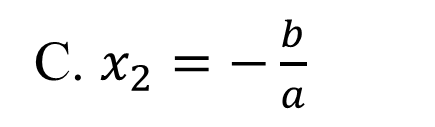 C. x₂ = −b/a